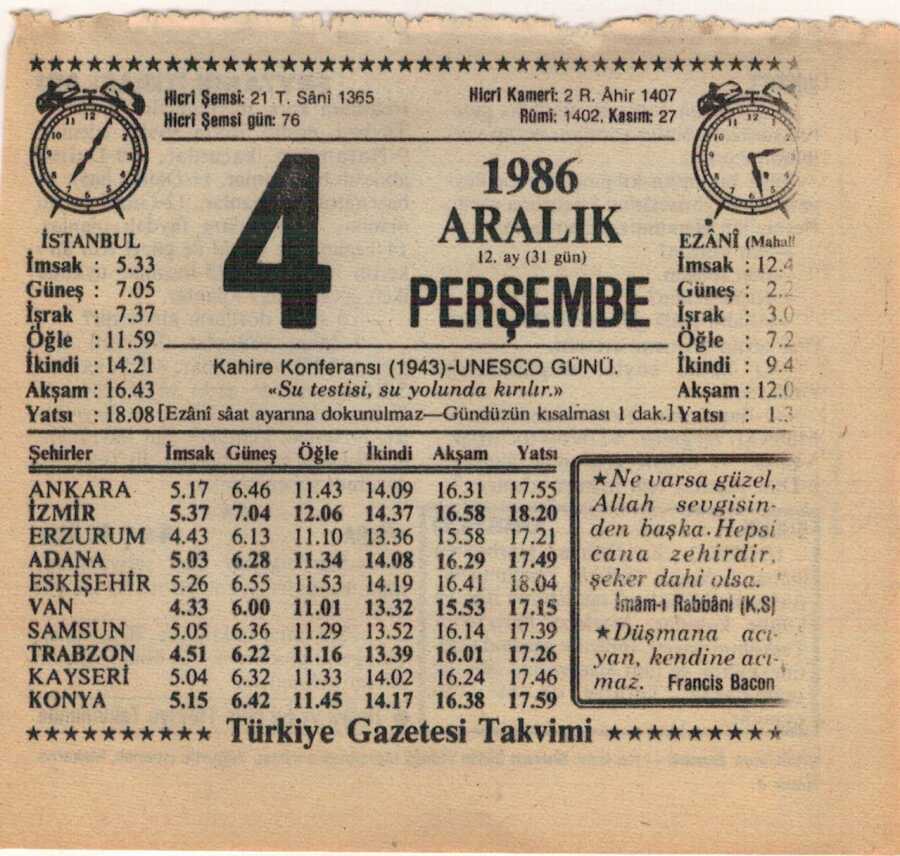 Hicrî Şemsî: 21 T. Sâni 1365
Hicrî Şemsî gün: 76
Hicrî Kamerî: 2 R. Âhir 1407
Rûmi: 1402, Kasım: 27
4
1986
ARALIK
12. ay (31 gün)
PERŞEMBE
İSTANBUL
İmsak : 5.33
Güneş : 7.05
İşrak : 7.37
Öğle : 11.59
İkindi : 14.21
Akşam : 16.43
Yatsı : 18.08
EZÂNÎ
İmsak :
Güneş :
İşrak :
Öğle :
İkindi :
Akşam :
Yatsı :
Kahire Konferansı (1943)-UNESCO GÜNÜ.
«Su testisi, su yolunda kırılır.»
[Ezânî sâat ayarına dokunulmaz—Gündüzün kısalması 1 dak.]
Şehirler İmsak Güneş Öğle İkindi Akşam Yatsı
ANKARA 5.17 6.46 11.43 14.09 16.31 17.55
İZMİR 5.37 7.04 12.06 14.37 16.58 18.20
ERZURUM 4.43 6.13 11.10 13.36 15.58 17.21
ADANA 5.03 6.28 11.34 14.08 16.29 17.49
ESKİŞEHİR 5.26 6.55 11.53 14.19 16.41 18.04
VAN 4.33 6.00 11.01 13.32 15.53 17.15
SAMSUN 5.05 6.36 11.29 13.52 16.14 17.39
TRABZON 4.51 6.22 11.16 13.39 16.01 17.26
KAYSERİ 5.04 6.32 11.33 14.02 16.24 17.46
KONYA 5.15 6.42 11.45 14.17 16.38 17.59
★Ne varsa güzel,
Allah sevgisin-
den başka. Hepsi
cana zehirdir,
şeker dahi olsa.
İmâm-ı Rabbânî (K.S)
★Düşmana acı-
yan, kendine acı-
maz. Francis Bacon
★★★★★★★★★★ Türkiye Gazetesi Takvimi ★★★★★★★★★